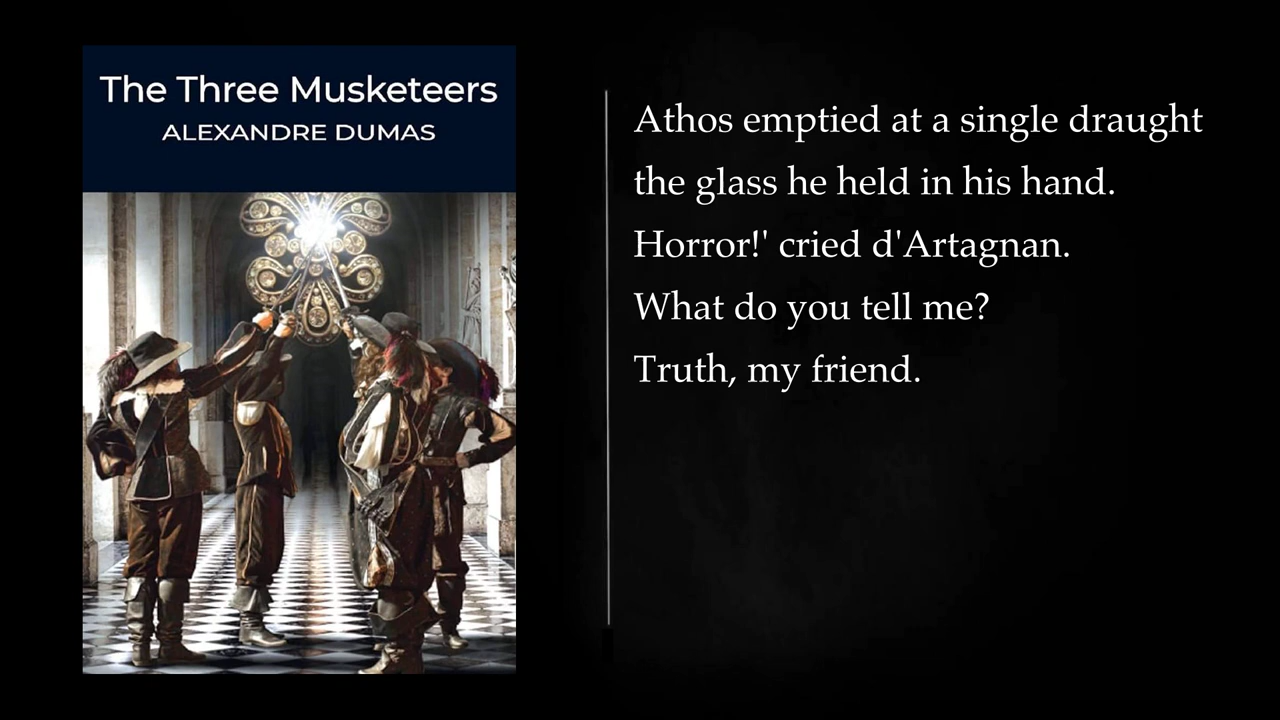 The Three Musketeers
ALEXANDRE DUMAS
Athos emptied at a single draught
the glass he held in his hand.
Horror!' cried d'Artagnan.
What do you tell me?
Truth, my friend.